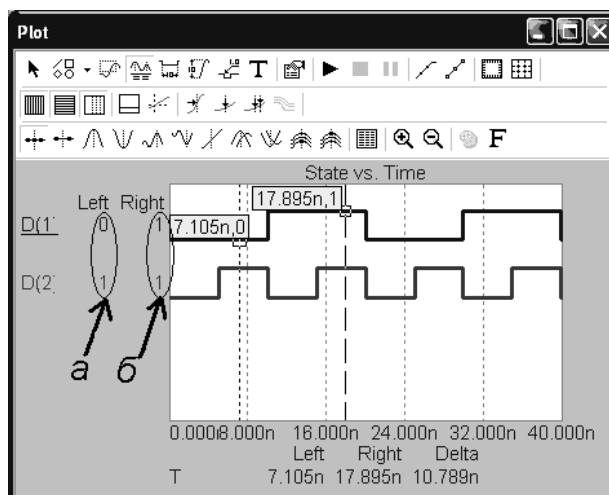 Plot
T
F
State vs. Time
Left Right
17.895n,1
D(1) 0 1 7.105n,0
D(2) 1 1
а б
0.000n 8.000n 16.000n 24.000n 32.000n 40.000n
Left Right Delta
T 7.105n 17.895n 10.789n